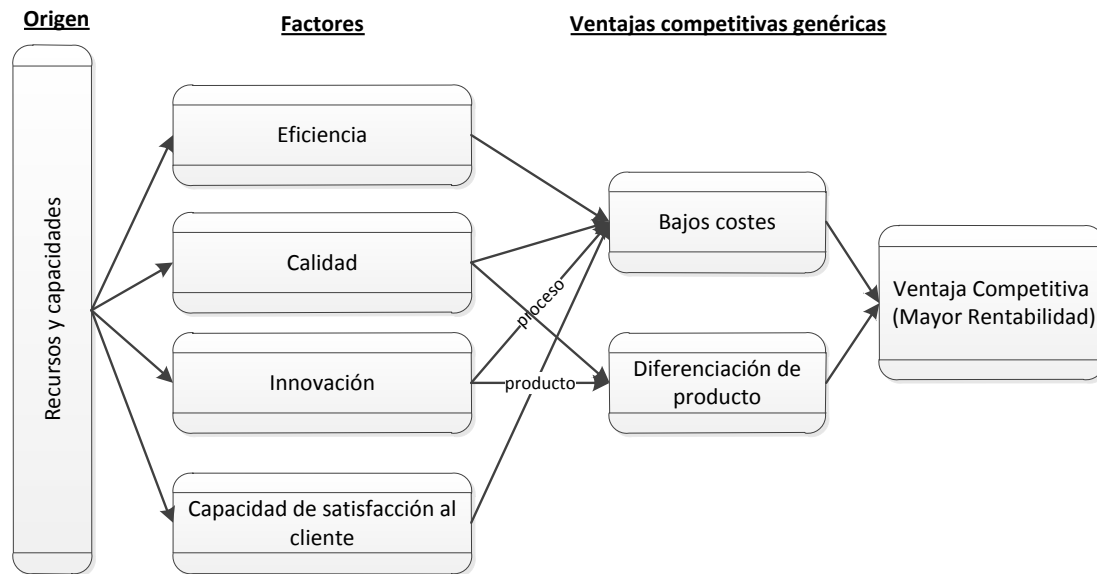 Origen
Factores
Ventajas competitivas genéricas
Recursos y capacidades
Eficiencia
Calidad
Innovación
Capacidad de satisfacción al
cliente
proceso
producto
Bajos costes
Diferenciación de
producto
Ventaja Competitiva
(Mayor Rentabilidad)